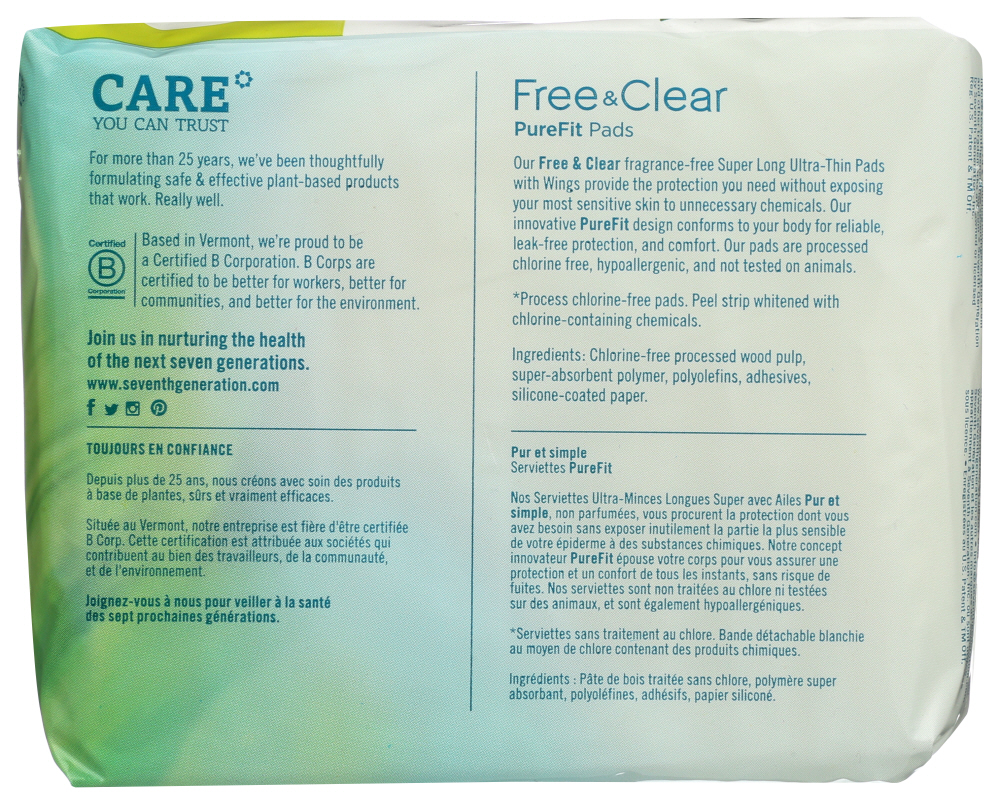 CARE
YOU CAN TRUST
For more than 25 years, we've been thoughtfully
formulating safe & effective plant-based products
that work. Really well.
Certified
B
Corporation
Based in Vermont, we're proud to be
a Certified B Corporation. B Corps are
certified to be better for workers, better for
communities, and better for the environment.
Join us in nurturing the health
of the next seven generations.
www.seventhgeneration.com
TOUJOURS EN CONFIANCE
Depuis plus de 25 ans, nous créons avec soin des produits
à base de plantes, sûrs et vraiment efficaces.
Située au Vermont, notre entreprise est fière d'être certifiée
B Corp. Cette certification est attribuée aux sociétés qui
contribuent au bien des travailleurs, de la communauté,
et de l'environnement.
Joignez-vous à nous pour veiller à la santé
des sept prochaines générations.
Free&Clear
PureFit Pads
Our Free & Clear fragrance-free Super Long Ultra-Thin Pads
with Wings provide the protection you need without exposing
your most sensitive skin to unnecessary chemicals. Our
innovative PureFit design conforms to your body for reliable,
leak-free protection, and comfort. Our pads are processed
chlorine free, hypoallergenic, and not tested on animals.
*Process chlorine-free pads. Peel strip whitened with
chlorine-containing chemicals.
Ingredients: Chlorine-free processed wood pulp,
super-absorbent polymer, polyolefins, adhesives,
silicone-coated paper.
Pur et simple
Serviettes PureFit
Nos Serviettes Ultra-Minces Longues Super avec Ailes Pur et
simple, non parfumées, vous procurent la protection dont vous
avez besoin sans exposer inutilement la partie la plus sensible
de votre épiderme à des substances chimiques. Notre concept
innovateur PureFit épouse votre corps pour vous assurer une
protection et un confort de tous les instants, sans risque de
fuites. Nos serviettes sont non traitées au chlore ni testées
sur des animaux, et sont également hypoallergéniques.
*Serviettes sans traitement au chlore. Bande détachable blanchie
au moyen de chlore contenant des produits chimiques.
Ingrédients : Pâte de bois traitée sans chlore, polymère super
absorbant, polyoléfines, adhésifs, papier siliconé.
Reg. U.S. Patent & TM Off.